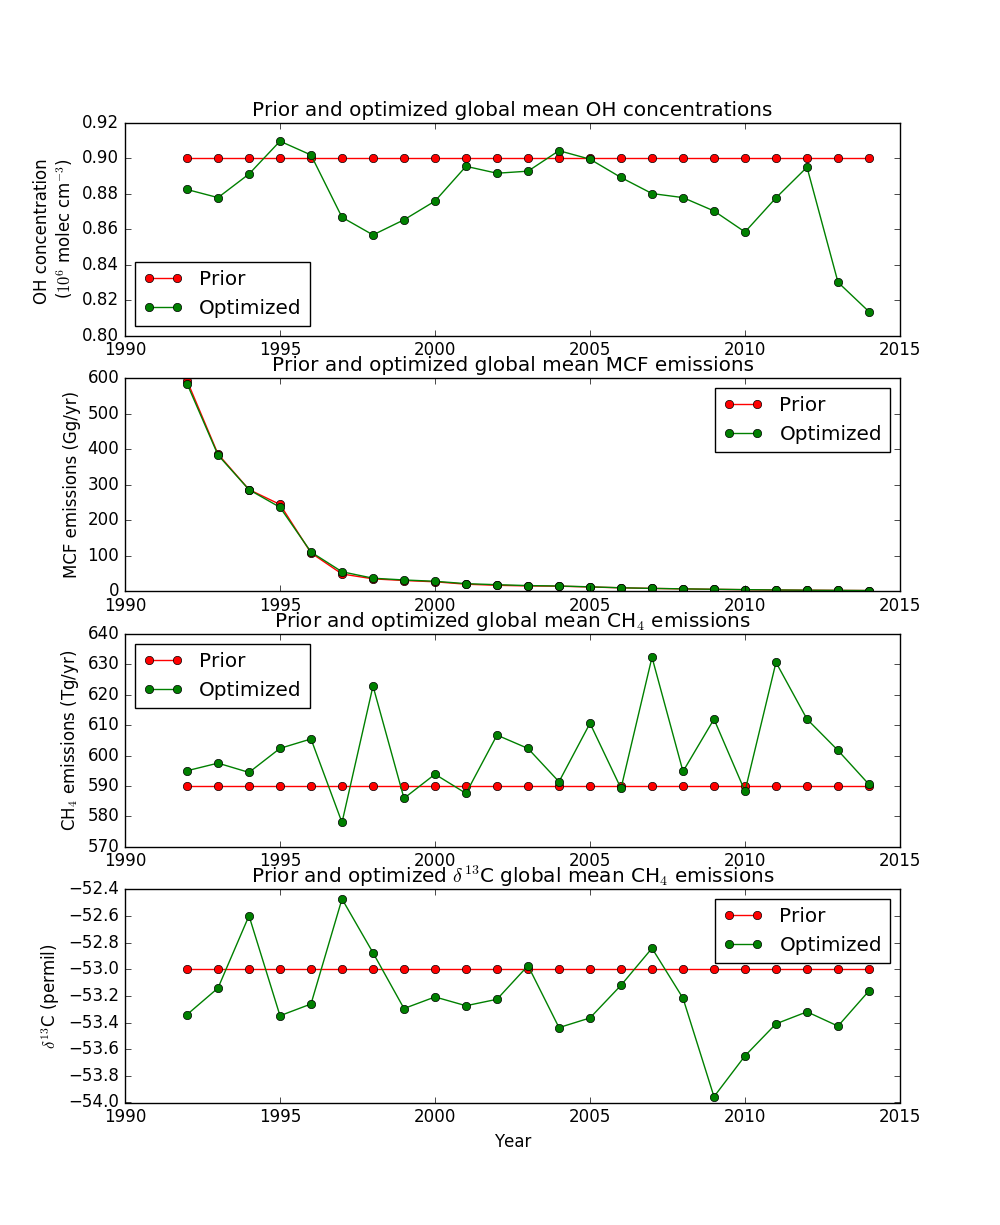 Prior and optimized global mean OH concentrations
0.92
0.90
0.88
0.86
0.84
0.82
0.80
OH concentration
(10⁶ molec cm⁻³)
Prior
Optimized
1990 1995 2000 2005 2010 2015
Prior and optimized global mean MCF emissions
600
500
400
300
200
100
0
MCF emissions (Gg/yr)
Prior
Optimized
1990 1995 2000 2005 2010 2015
Prior and optimized global mean CH₄ emissions
640
630
620
610
600
590
580
570
CH₄ emissions (Tg/yr)
Prior
Optimized
1990 1995 2000 2005 2010 2015
Prior and optimized δ¹³C global mean CH₄ emissions
−52.4
−52.6
−52.8
−53.0
−53.2
−53.4
−53.6
−53.8
−54.0
δ¹³C (permil)
Prior
Optimized
1990 1995 2000 2005 2010 2015
Year